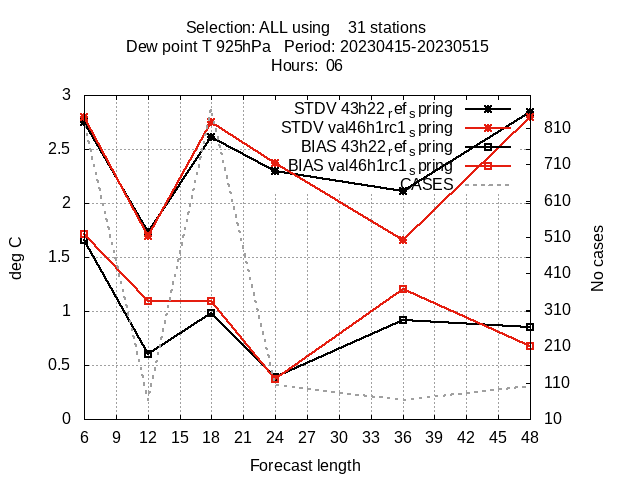 Selection: ALL using 31 stations
Dew point T 925hPa Period: 20230415-20230515
Hours: 06
STDV 43h22_ref_spring
STDV val46h1rc1_spring
BIAS 43h22_ref_spring
BIAS val46h1rc1_spring
CASES
deg C
3
2.5
2
1.5
1
0.5
0
No cases
810
710
610
510
410
310
210
110
10
6 9 12 15 18 21 24 27 30 33 36 39 42 45 48
Forecast length